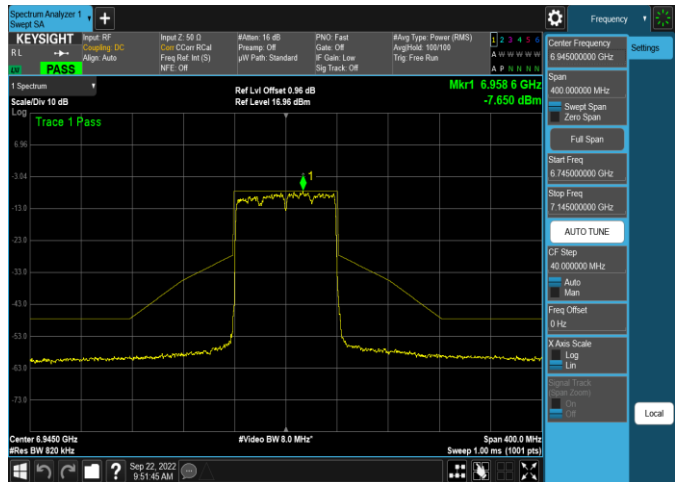 Spectrum Analyzer 1
Swept SA
+
Frequency
KEYSIGHT
RL
LVI
PASS
Input: RF
Coupling: DC
Align: Auto
Input Z: 50 Ω
Corr CCorr RCal
Freq Ref: Int (S)
NFE: Off
#Atten: 16 dB
Preamp: Off
µW Path: Standard
PNO: Fast
Gate: Off
IF Gain: Low
Sig Track: Off
#Avg Type: Power (RMS)
Avg|Hold: 100/100
Trig: Free Run
1 2 3 4 5 6
A W W W W W
A P N N N N
1 Spectrum
Scale/Div 10 dB
Log
Ref Lvl Offset 0.96 dB
Ref Level 16.96 dBm
Mkr1 6.958 6 GHz
-7.650 dBm
Trace 1 Pass
6.96
-3.04
-13.0
-23.0
-33.0
-43.0
-53.0
-63.0
-73.0
1
Center 6.9450 GHz
#Res BW 820 kHz
#Video BW 8.0 MHz*
Span 400.0 MHz
Sweep 1.00 ms (1001 pts)
?
Sep 22, 2022
9:51:45 AM
Center Frequency
6.945000000 GHz
Span
400.000000 MHz
Swept Span
Zero Span
Full Span
Start Freq
6.745000000 GHz
Stop Freq
7.145000000 GHz
AUTO TUNE
CF Step
40.000000 MHz
Auto
Man
Freq Offset
0 Hz
X Axis Scale
Log
Lin
Signal Track
(Span Zoom)
On
Off
Settings
Local